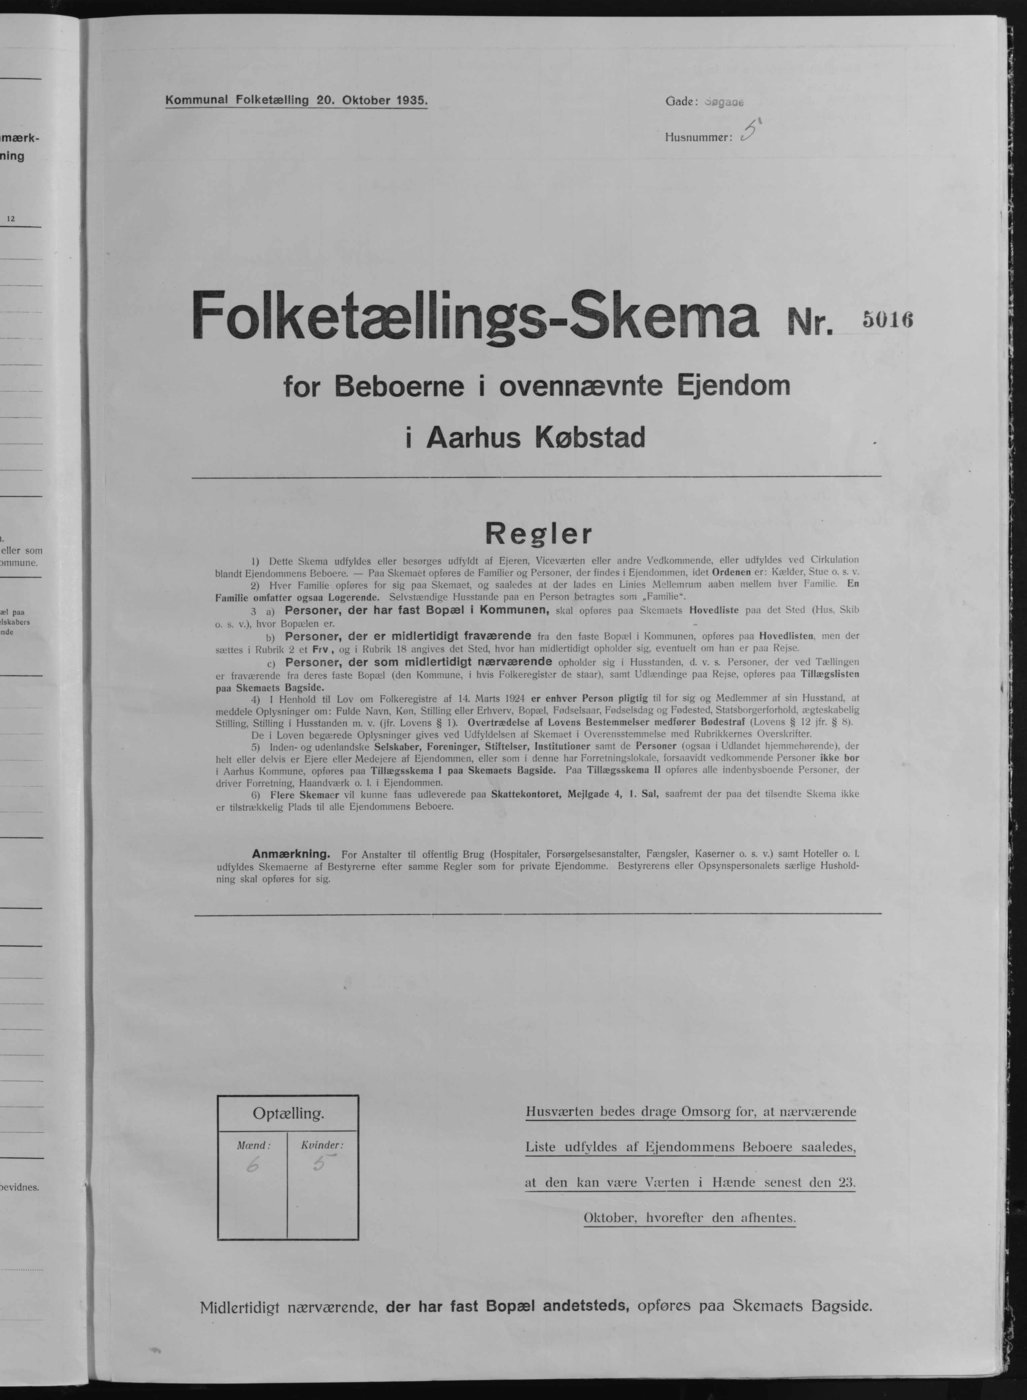 mærk-
ning
12
eller som
ommune.
æl paa
lskabers
nde
bevidnes.
Kommunal Folketælling 20. Oktober 1935.
Gade: Søgade
Husnummer: 5
Folketællings-Skema Nr. 5016
for Beboerne i ovennævnte Ejendom
i Aarhus Købstad
Regler
1) Dette Skema udfyldes eller besørges udfyldt af Ejeren, Viceværten eller andre Vedkommende, eller udfyldes ved Cirkulation
blandt Ejendommens Beboere. — Paa Skemaet opføres de Familier og Personer, der findes i Ejendommen, idet Ordenen er: Kælder, Stue o. s. v.
2) Hver Familie opføres for sig paa Skemaet, og saaledes at der lades en Linies Mellemrum aaben mellem hver Familie. En
Familie omfatter ogsaa Logerende. Selvstændige Husstande paa en Person betragtes som „Familie".
3 a) Personer, der har fast Bopæl i Kommunen, skal opføres paa Skemaets Hovedliste paa det Sted (Hus, Skib
o. s. v.), hvor Bopælen er.
b) Personer, der er midlertidigt fraværende fra den faste Bopæl i Kommunen, opføres paa Hovedlisten, men der
sættes i Rubrik 2 et Frv., og i Rubrik 18 angives det Sted, hvor han midlertidigt opholder sig, eventuelt om han er paa Rejse.
c) Personer, der som midlertidigt nærværende opholder sig i Husstanden, d. v. s. Personer, der ved Tællingen
er fraværende fra deres faste Bopæl (den Kommune, i hvis Folkeregister de staar), samt Udlændinge paa Rejse, opføres paa Tillægslisten
paa Skemaets Bagside.
4) I Henhold til Lov om Folkeregistre af 14. Marts 1924 er enhver Person pligtig til for sig og Medlemmer af sin Husstand, at
meddele Oplysninger om: Fulde Navn, Køn, Stilling eller Erhverv, Bopæl, Fødselsaar, Fødselsdag og Fødested, Statsborgerforhold, ægteskabelig
Stilling, Stilling i Husstanden m. v. (jfr. Lovens § 1). Overtrædelse af Lovens Bestemmelser medfører Bødestraf (Lovens § 12 jfr. § 8).
De i Loven begærede Oplysninger gives ved Udfyldelsen af Skemaet i Overensstemmelse med Rubrikkernes Overskrifter.
5) Inden- og udenlandske Selskaber, Foreninger, Stiftelser, Institutioner samt de Personer (ogsaa i Udlandet hjemmehørende), der
helt eller delvis er Ejere eller Medejere af Ejendommen, eller som i denne har Forretningslokale, forsaavidt vedkommende Personer ikke bor
i Aarhus Kommune, opføres paa Tillægsskema I paa Skemaets Bagside. Paa Tillægsskema II opføres alle indenbysboende Personer, der
driver Forretning, Haandværk o. l. i Ejendommen.
6) Flere Skemaer vil kunne faas udleverede paa Skattekontoret, Mejlgade 4, 1. Sal, saafremt der paa det tilsendte Skema ikke
er tilstrækkelig Plads til alle Ejendommens Beboere.
Anmærkning. For Anstalter til offentlig Brug (Hospitaler, Forsørgelsesanstalter, Fængsler, Kaserner o. s. v.) samt Hoteller o. l.
udfyldes Skemaerne af Bestyrerne efter samme Regler som for private Ejendomme. Bestyrerens eller Opsynspersonalets særlige Hushold-
ning skal opføres for sig.
Optælling.
Mænd: Kvinder:
6 5
Husværten bedes drage Omsorg for, at nærværende
Liste udfyldes af Ejendommens Beboere saaledes,
at den kan være Værten i Hænde senest den 23.
Oktober, hvorefter den afhentes.
Midlertidigt nærværende, der har fast Bopæl andetsteds, opføres paa Skemaets Bagside.